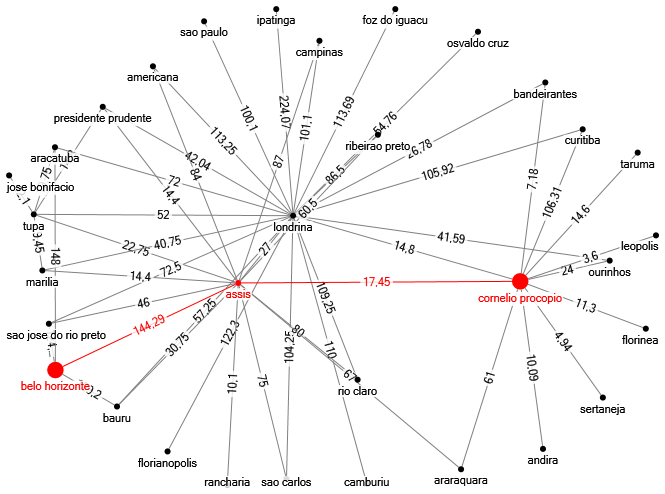 ipatinga
foz do iguacu
sao paulo
osvaldo cruz
campinas
americana
bandeirantes
presidente prudente
100,1
224,07
101,1
113,69
54,76
113,25
ribeirao preto
curitiba
aracatuba
42,04
87
26,78
taruma
75
84
86,5
105,92
7,18
jose bonifacio
72
14,4
106,31
52
60,5
14,6
tupa
londrina
leopolis
40,75
22,75
27
14,8
41,59
3,6
ourinhos
148
24
marilia
14,4
72,5
assis
17,45
cornelio procopio
46
57,25
109,25
11,3
sao jose do rio preto
144,29
122,3
80
florinea
30,75
104,25
110
4,94
belo horizonte
10,1
75
67
rio claro
61
10,09
sertaneja
bauru
florianopolis
andira
rancharia
sao carlos
camburiu
araraquara